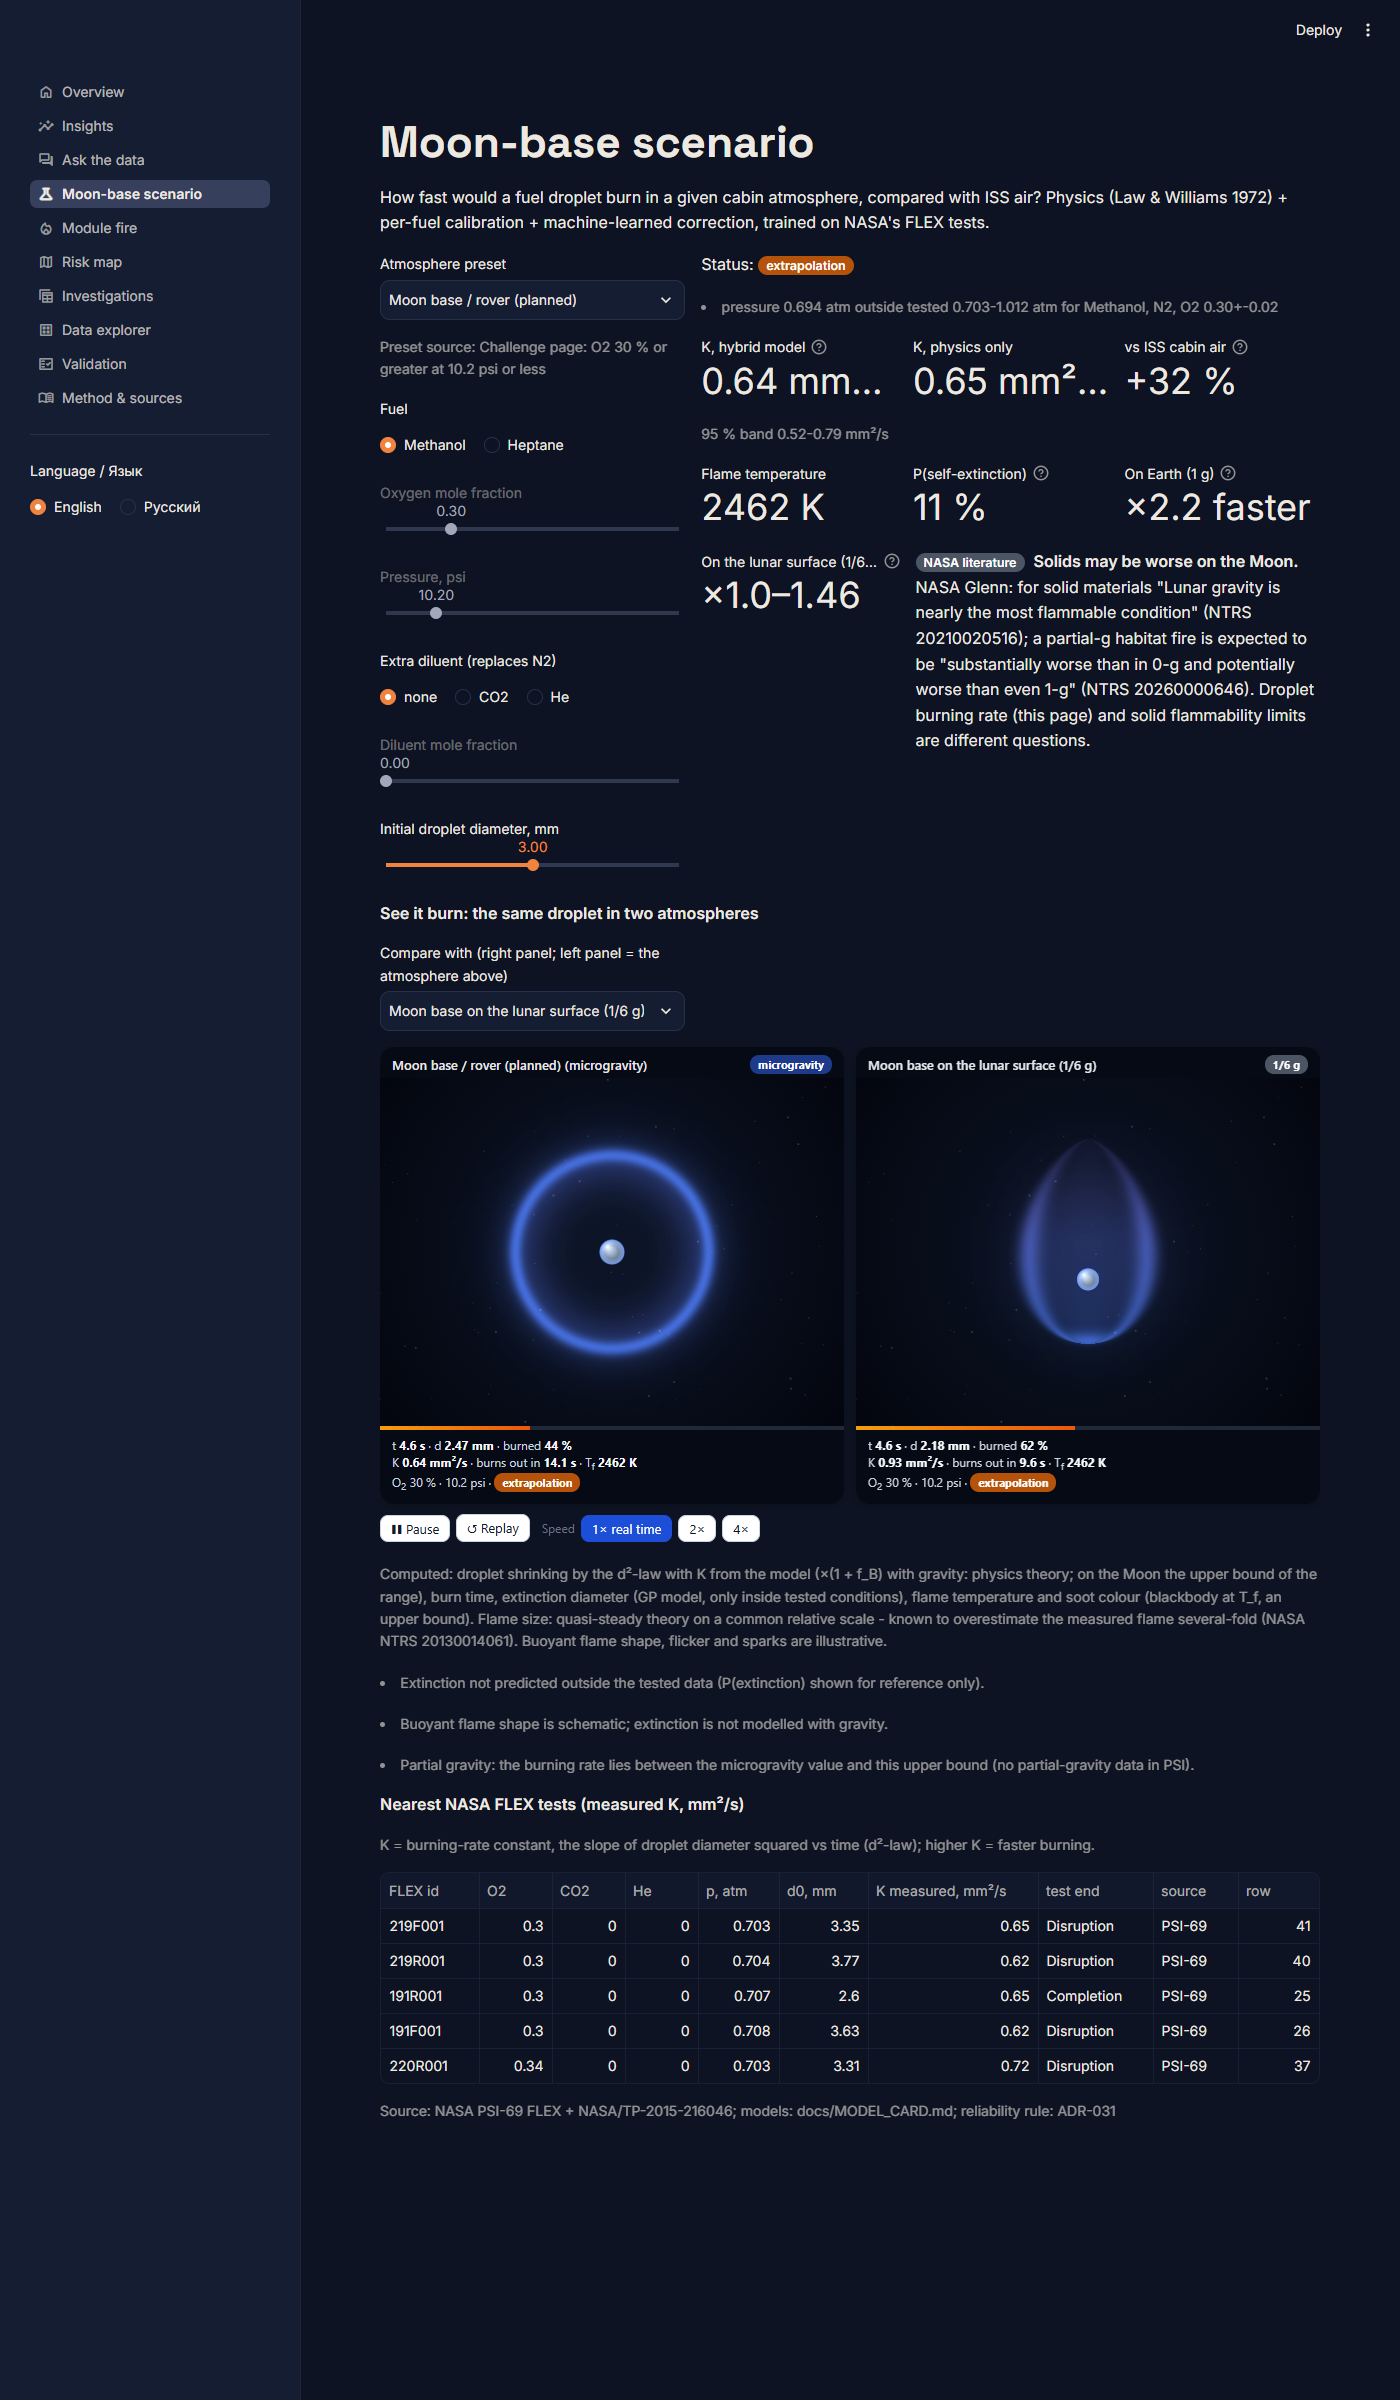 Deploy
Overview
Insights
Ask the data
Moon-base scenario
Module fire
Risk map
Investigations
Data explorer
Validation
Method & sources
Language / Язык
English
Русский
Moon-base scenario
How fast would a fuel droplet burn in a given cabin atmosphere, compared with ISS air? Physics (Law & Williams 1972) +
per-fuel calibration + machine-learned correction, trained on NASA's FLEX tests.
Atmosphere preset
Moon base / rover (planned)
Preset source: Challenge page: O2 30 % or
greater at 10.2 psi or less
Fuel
Methanol
Heptane
Oxygen mole fraction
0.30
Pressure, psi
10.20
Extra diluent (replaces N2)
none
CO2
He
Diluent mole fraction
0.00
Initial droplet diameter, mm
3.00
Status: extrapolation
pressure 0.694 atm outside tested 0.703-1.012 atm for Methanol, N2, O2 0.30+-0.02
K, hybrid model
0.64 mm...
K, physics only
0.65 mm²...
vs ISS cabin air
+32 %
95 % band 0.52-0.79 mm²/s
Flame temperature
2462 K
P(self-extinction)
11 %
On Earth (1 g)
×2.2 faster
On the lunar surface (1/6...
×1.0–1.46
NASA literature Solids may be worse on the Moon.
NASA Glenn: for solid materials "Lunar gravity is
nearly the most flammable condition" (NTRS
20210020516); a partial-g habitat fire is expected to
be "substantially worse than in 0-g and potentially
worse than even 1-g" (NTRS 20260000646). Droplet
burning rate (this page) and solid flammability limits
are different questions.
See it burn: the same droplet in two atmospheres
Compare with (right panel; left panel = the
atmosphere above)
Moon base on the lunar surface (1/6 g)
Moon base / rover (planned) (microgravity)
microgravity
t 4.6 s · d 2.47 mm · burned 44 %
K 0.64 mm²/s · burns out in 14.1 s · Tf 2462 K
O2 30 % · 10.2 psi · extrapolation
Moon base on the lunar surface (1/6 g)
1/6 g
t 4.6 s · d 2.18 mm · burned 62 %
K 0.93 mm²/s · burns out in 9.6 s · Tf 2462 K
O2 30 % · 10.2 psi · extrapolation
Pause
↺ Replay
Speed
1× real time
2×
4×
Computed: droplet shrinking by the d²-law with K from the model (×(1 + f_B) with gravity: physics theory; on the Moon the upper bound of the
range), burn time, extinction diameter (GP model, only inside tested conditions), flame temperature and soot colour (blackbody at T_f, an
upper bound). Flame size: quasi-steady theory on a common relative scale - known to overestimate the measured flame several-fold (NASA
NTRS 20130014061). Buoyant flame shape, flicker and sparks are illustrative.
Extinction not predicted outside the tested data (P(extinction) shown for reference only).
Buoyant flame shape is schematic; extinction is not modelled with gravity.
Partial gravity: the burning rate lies between the microgravity value and this upper bound (no partial-gravity data in PSI).
Nearest NASA FLEX tests (measured K, mm²/s)
K = burning-rate constant, the slope of droplet diameter squared vs time (d²-law); higher K = faster burning.
FLEX id O2 CO2 He p, atm d0, mm K measured, mm²/s test end source row
219F001 0.3 0 0 0.703 3.35 0.65 Disruption PSI-69 41
219R001 0.3 0 0 0.704 3.77 0.62 Disruption PSI-69 40
191R001 0.3 0 0 0.707 2.6 0.65 Completion PSI-69 25
191F001 0.3 0 0 0.708 3.63 0.62 Disruption PSI-69 26
220R001 0.34 0 0 0.703 3.31 0.72 Disruption PSI-69 37
Source: NASA PSI-69 FLEX + NASA/TP-2015-216046; models: docs/MODEL_CARD.md; reliability rule: ADR-031